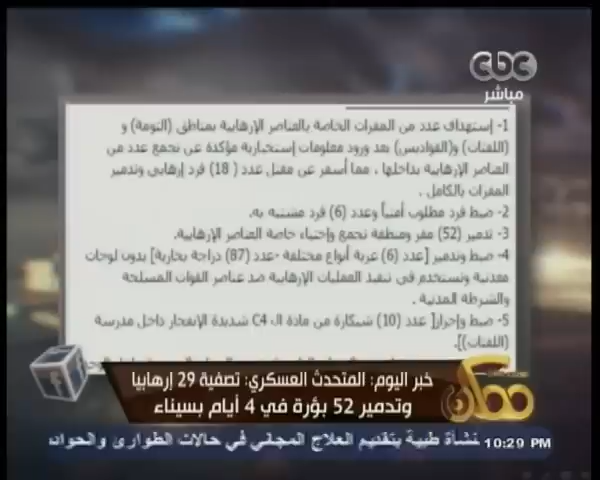 cbc
مباشر
1- إستهداف عدد من المقرات الخاصة بالعناصر الإرهابية بمناطق (التومة) و
(اللفتات) و(القواديس) بعد ورود معلومات إستخبارية مؤكدة عن تجمع عدد من
العناصر الإرهابية بداخلها ، مما أسفر عن مقتل عدد ( 18) فرد إرهابى وتدمير
المقرات بالكامل .
2- ضبط فرد مطلوب أمنياً وعدد (6) فرد مشتبه به.
3- تدمير (52) مقر ومنطقة تجمع وإختباء خاصة العناصر الإرهابية.
4- ضبط وتدمير [عدد (6) عربة أنواع مختلفة -عدد (87) دراجة بخارية] بدون لوحات
معدنية وتستخدم فى تنفيذ العمليات الإرهابية ضد عناصر القوات المسلحة
والشرطة المدنية .
5- ضبط وإحراز[ عدد (10) شيكارة من مادة الـ C4 شديدة الإنفجار داخل مدرسة
(اللفتات)].
خبر اليوم: المتحدث العسكري: تصفية 29 إرهابيا
وتدمير 52 بؤرة في 4 أيام بسيناء
ممكن
نشأة طبية بتقديم العلاج المجاني في حالات الطوارئ والحوادث
10:29 PM